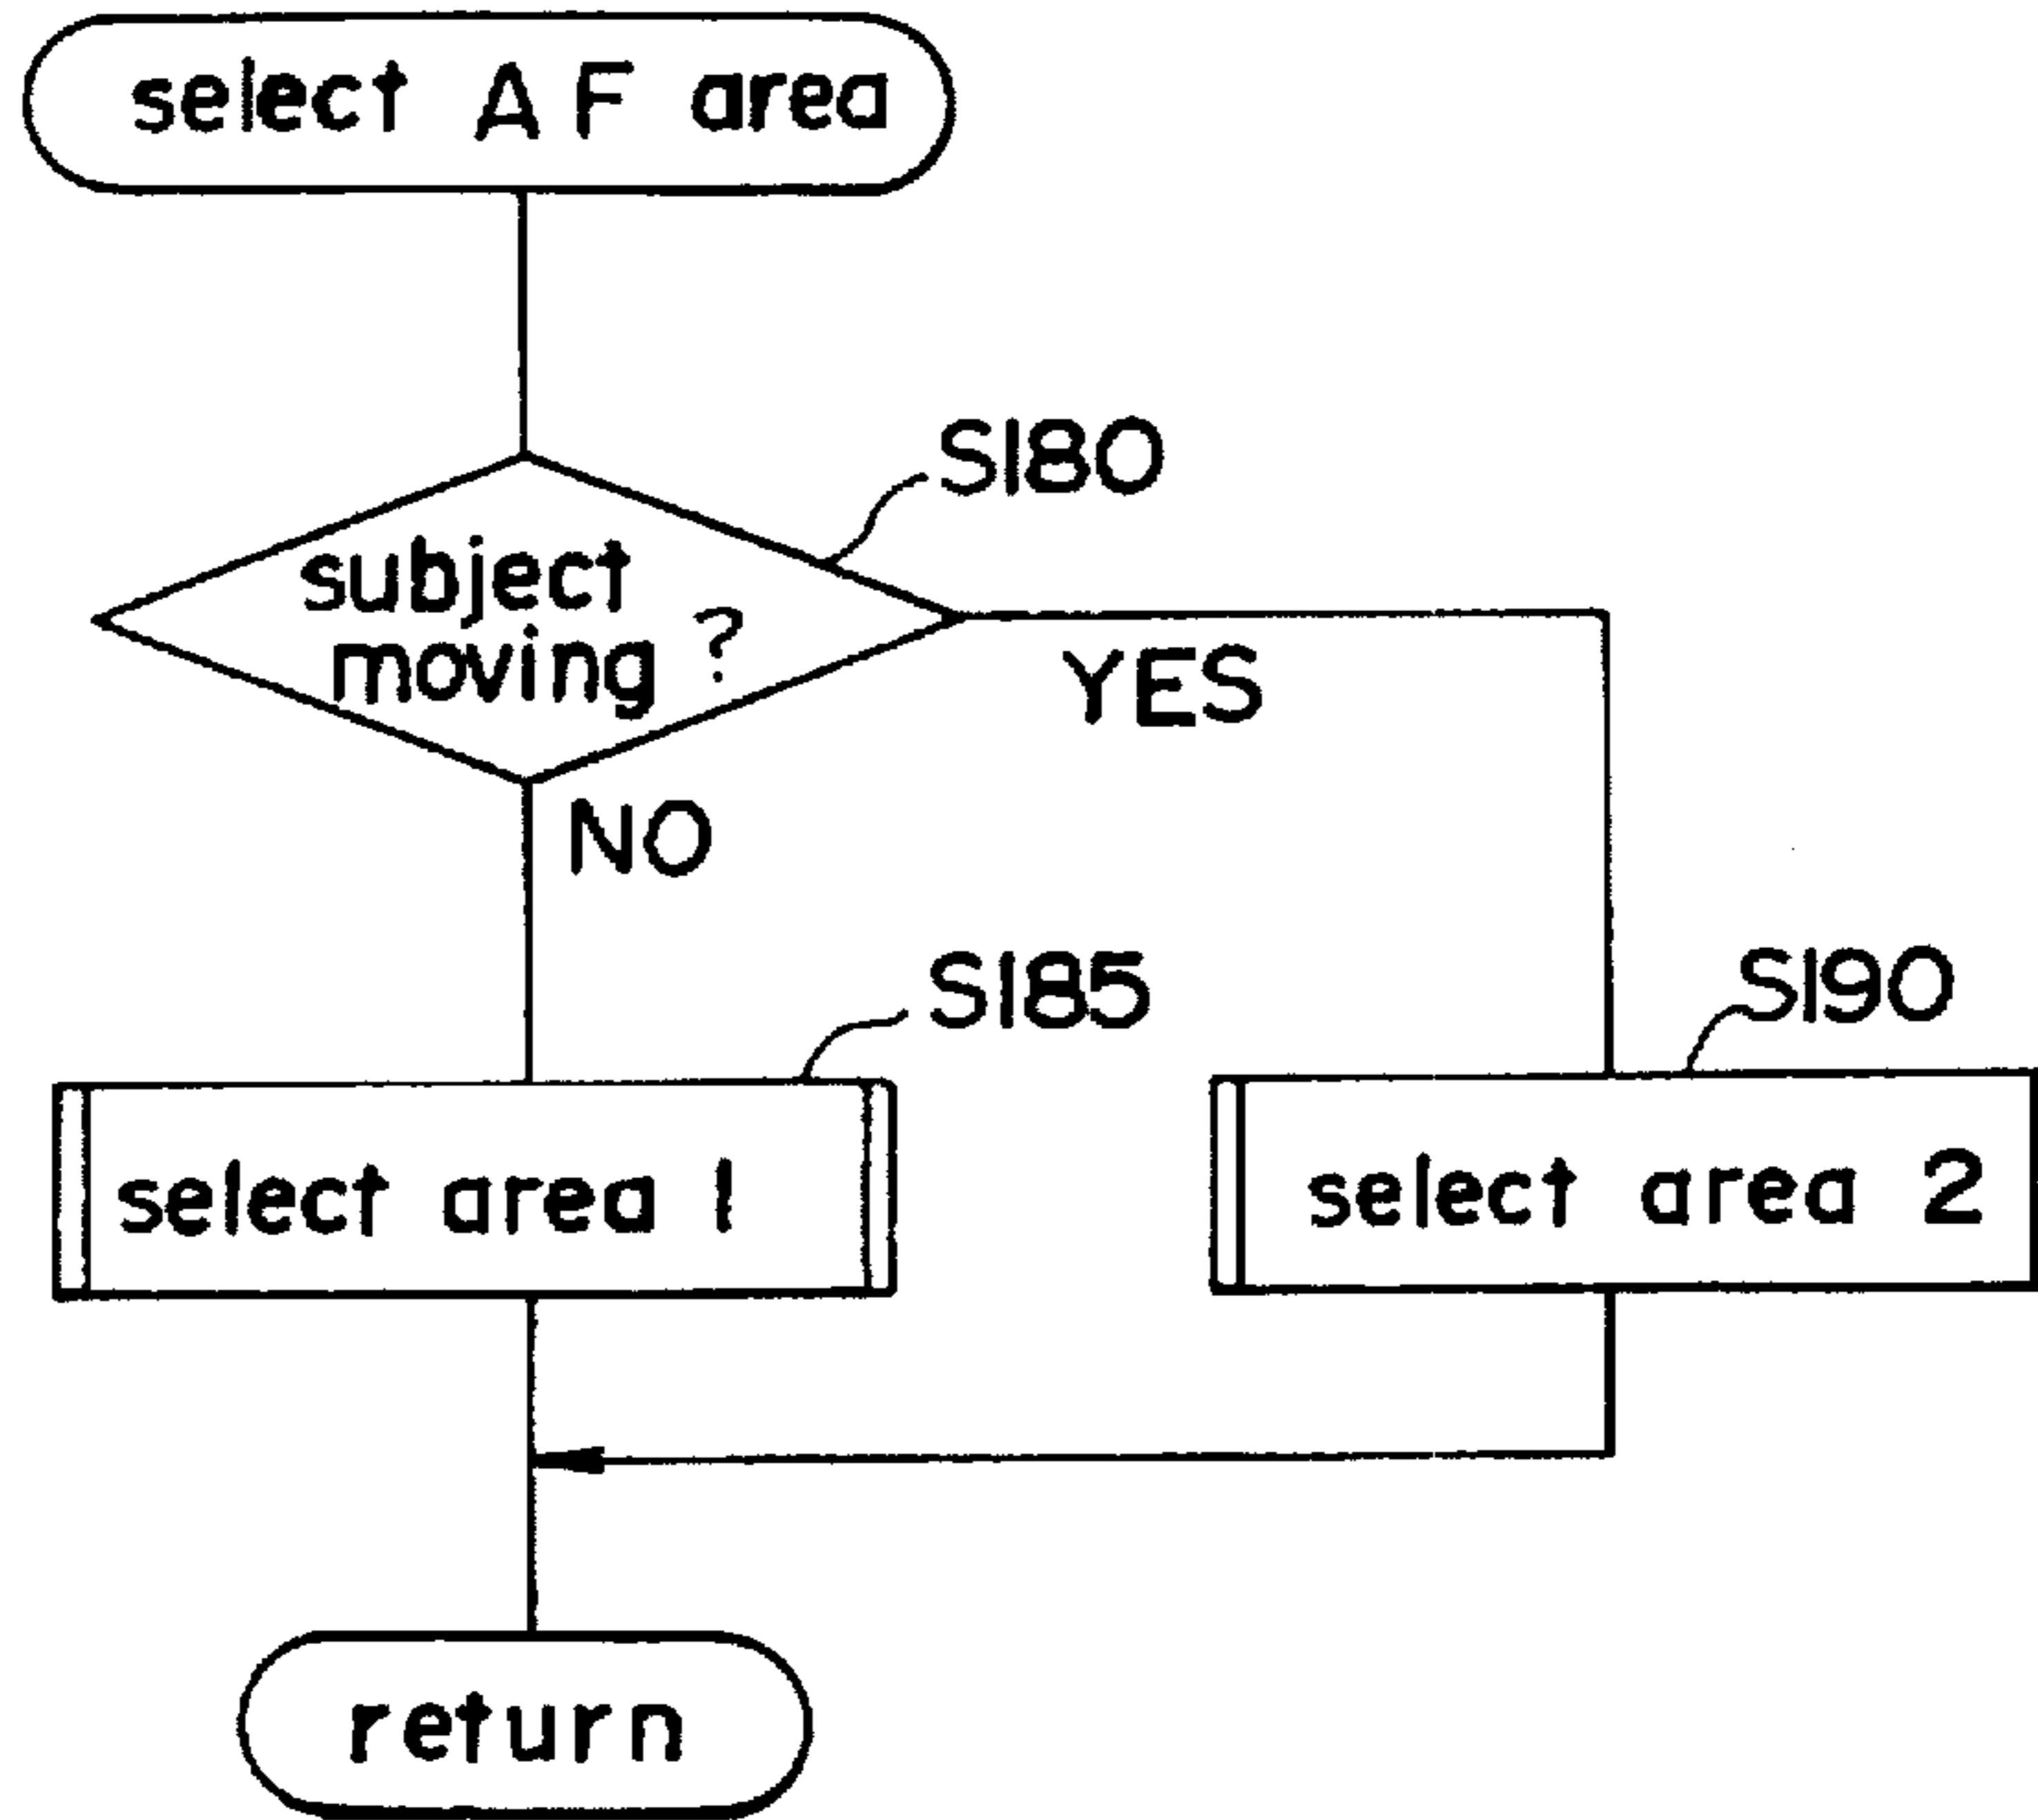 select AF area
S180
subject
moving ?
YES
NO
S185
S190
select area 1
select area 2
return